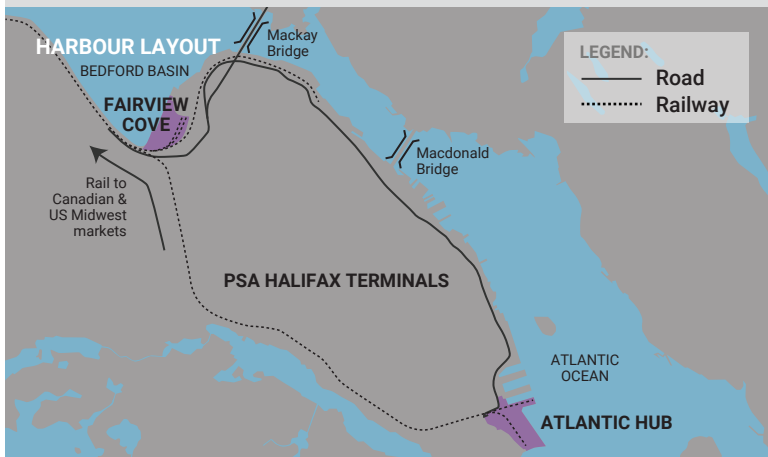 HARBOUR LAYOUT
BEDFORD BASIN
FAIRVIEW
COVE
Mackay
Bridge
LEGEND:
Road
Railway
Macdonald
Bridge
Rail to
Canadian &
US Midwest
markets
PSA HALIFAX TERMINALS
ATLANTIC
OCEAN
ATLANTIC HUB